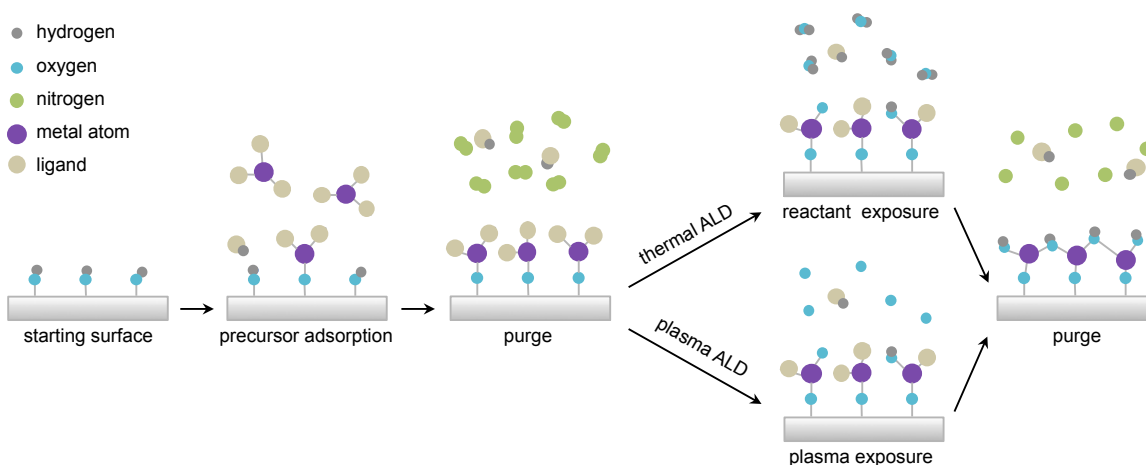 hydrogen
oxygen
nitrogen
metal atom
ligand
starting surface
precursor adsorption
purge
thermal ALD
plasma ALD
reactant exposure
plasma exposure
purge